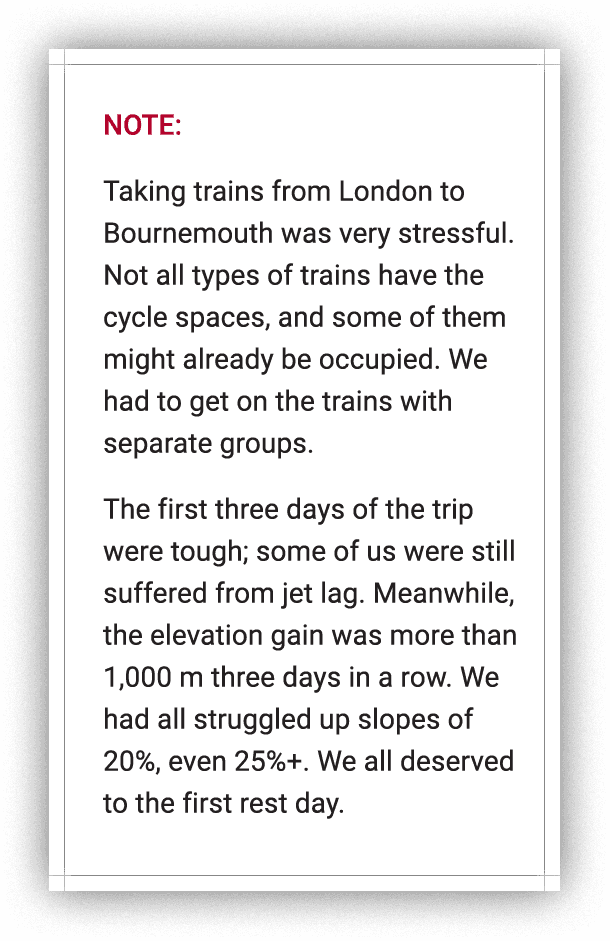 NOTE:
Taking trains from London to
Bournemouth was very stressful.
Not all types of trains have the
cycle spaces, and some of them
might already be occupied. We
had to get on the trains with
separate groups.
The first three days of the trip
were tough; some of us were still
suffered from jet lag. Meanwhile,
the elevation gain was more than
1,000 m three days in a row. We
had all struggled up slopes of
20%, even 25%+. We all deserved
to the first rest day.